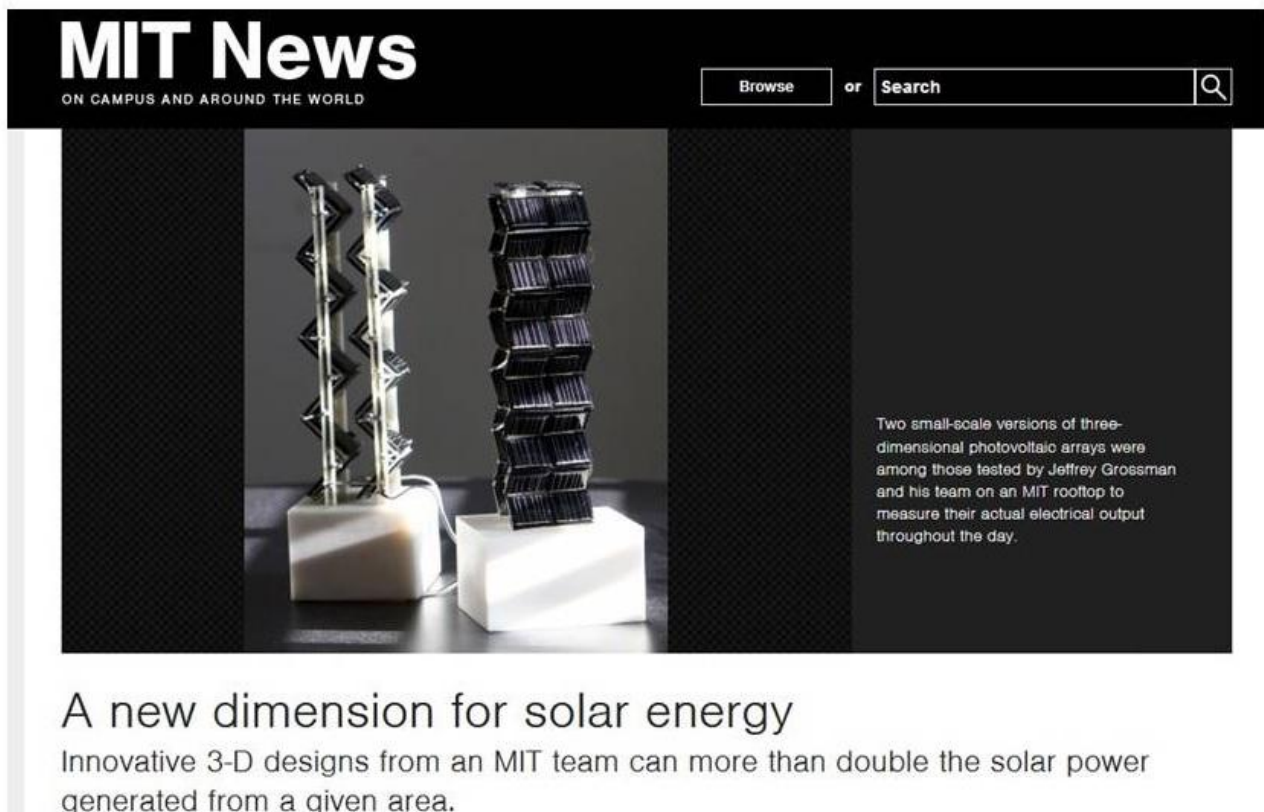 MIT News
ON CAMPUS AND AROUND THE WORLD
Browse or Search
Two small-scale versions of three-
dimensional photovoltaic arrays were
among those tested by Jeffrey Grossman
and his team on an MIT rooftop to
measure their actual electrical output
throughout the day.
A new dimension for solar energy
Innovative 3-D designs from an MIT team can more than double the solar power
generated from a given area.